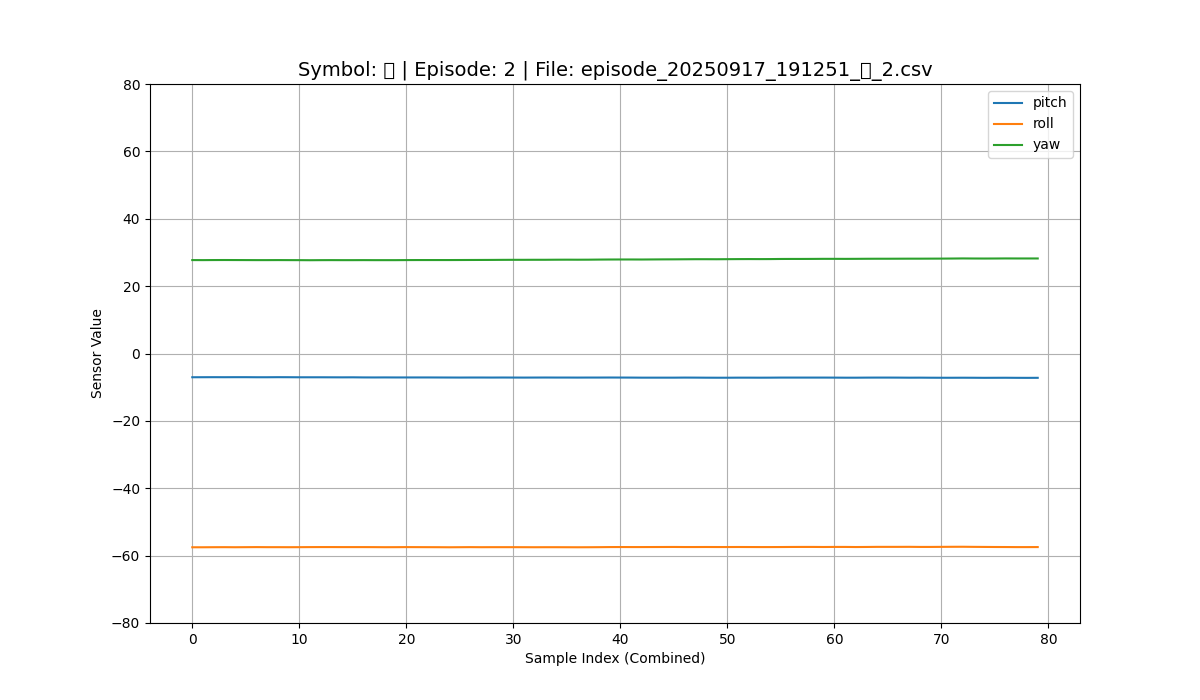 Symbol: ▯ | Episode: 2 | File: episode_20250917_191251_▯_2.csv
pitch
roll
yaw
80
60
40
20
0
−20
−40
−60
−80
Sensor Value
0 10 20 30 40 50 60 70 80
Sample Index (Combined)